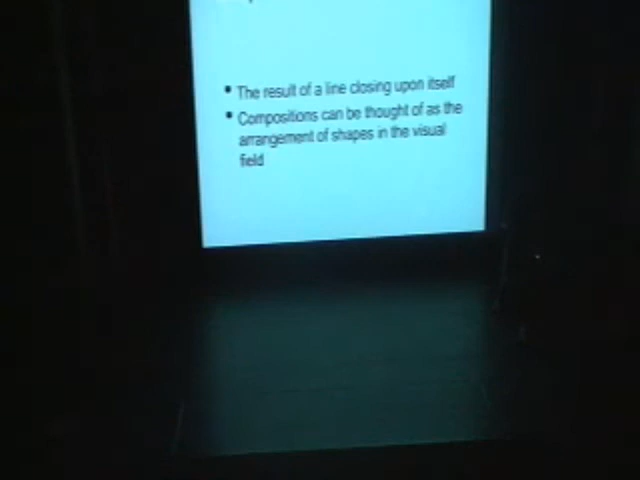 • The result of a line closing upon itself
• Compositions can be thought of as the
arrangement of shapes in the visual
field